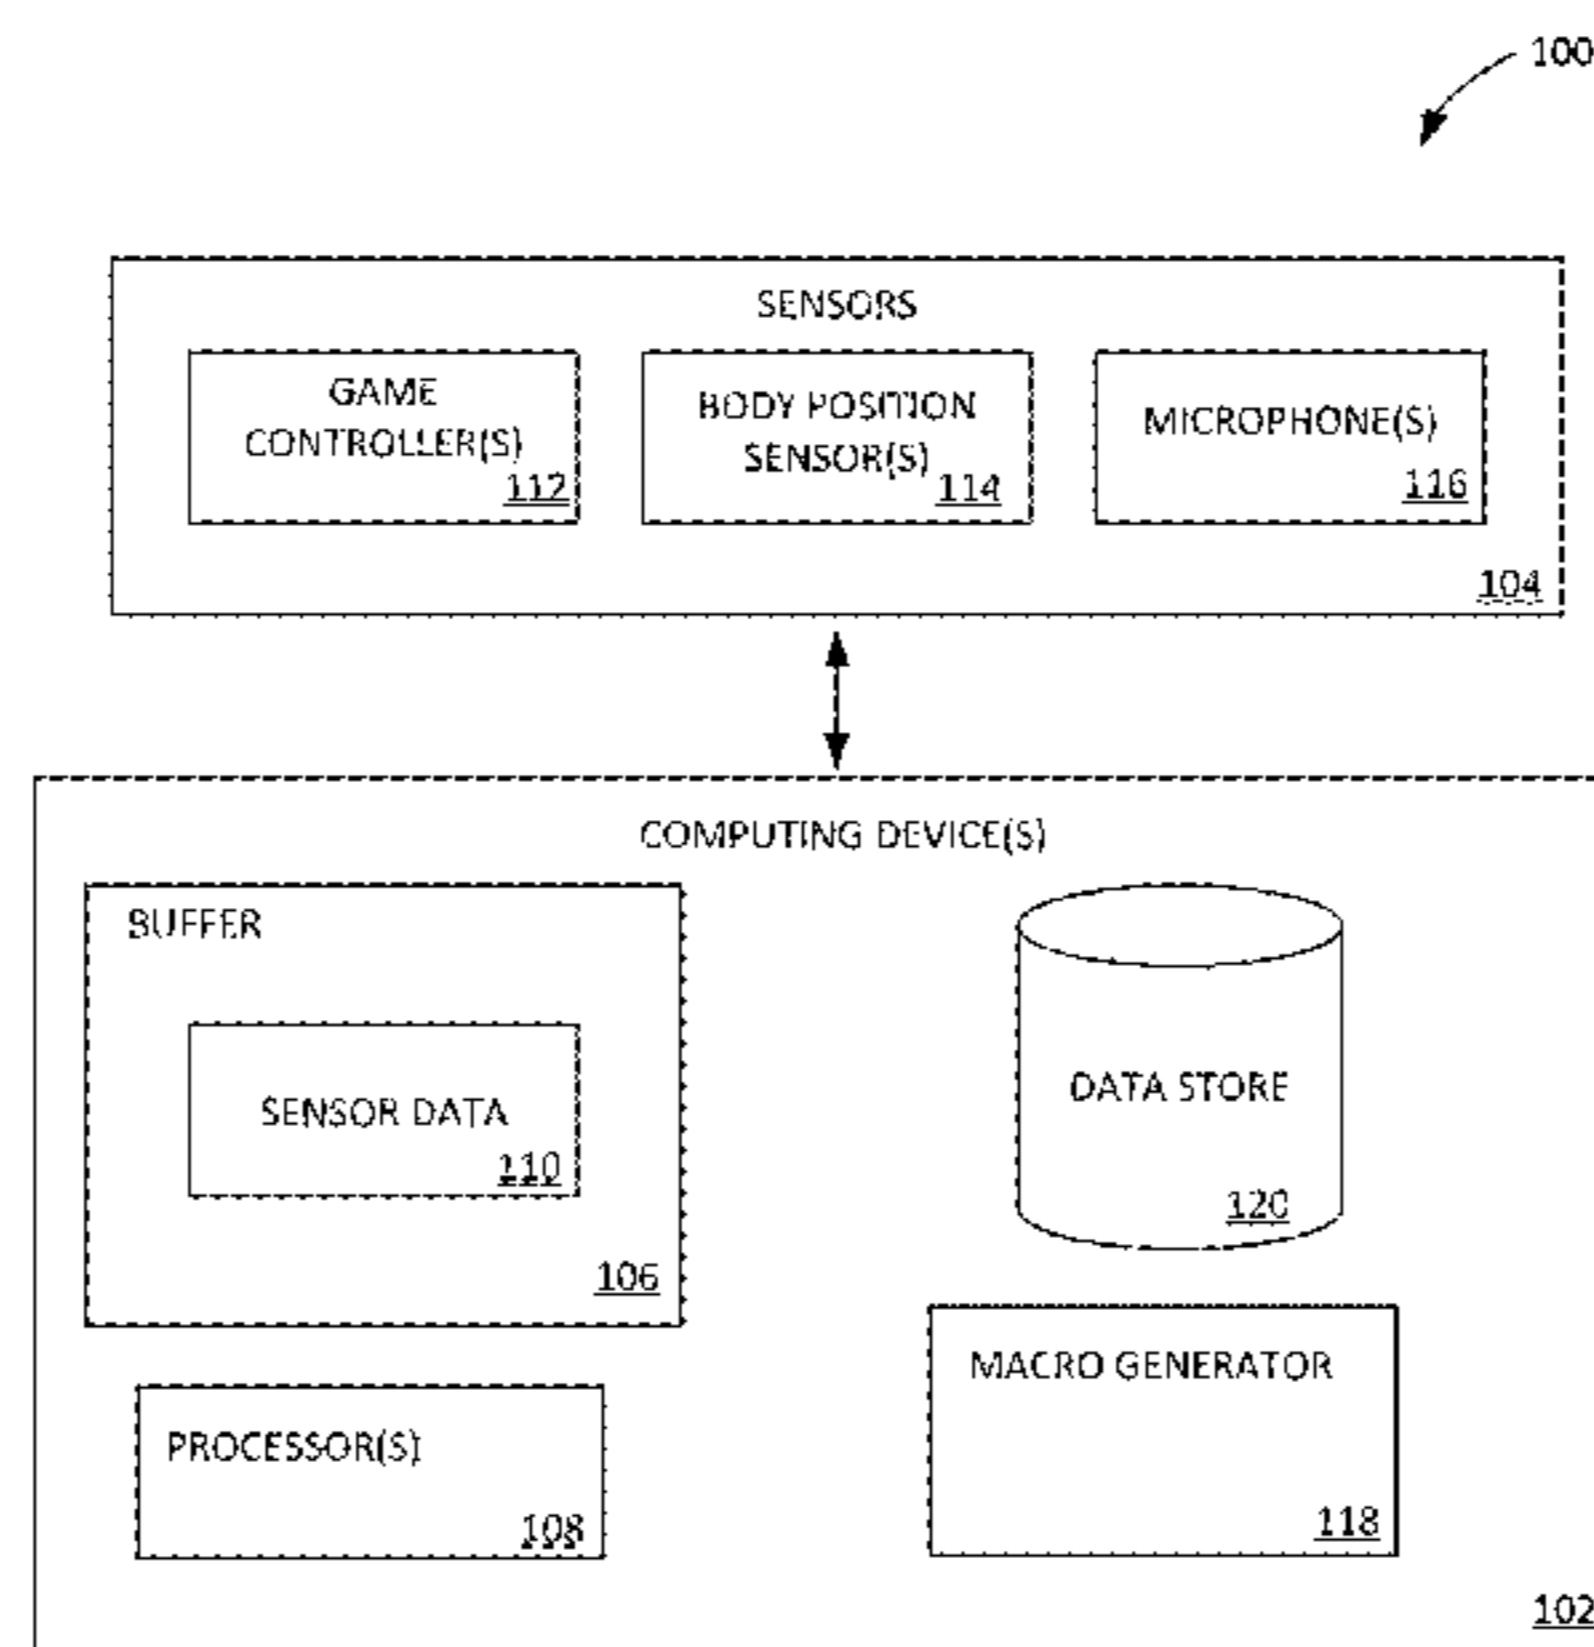 100
SENSORS
GAME
CONTROLLER(S)
112
BODY POSITION
SENSOR(S)
114
MICROPHONE(S)
116
104
COMPUTING DEVICE(S)
BUFFER
SENSOR DATA
110
106
DATA STORE
120
PROCESSOR(S)
108
MACRO GENERATOR
118
102